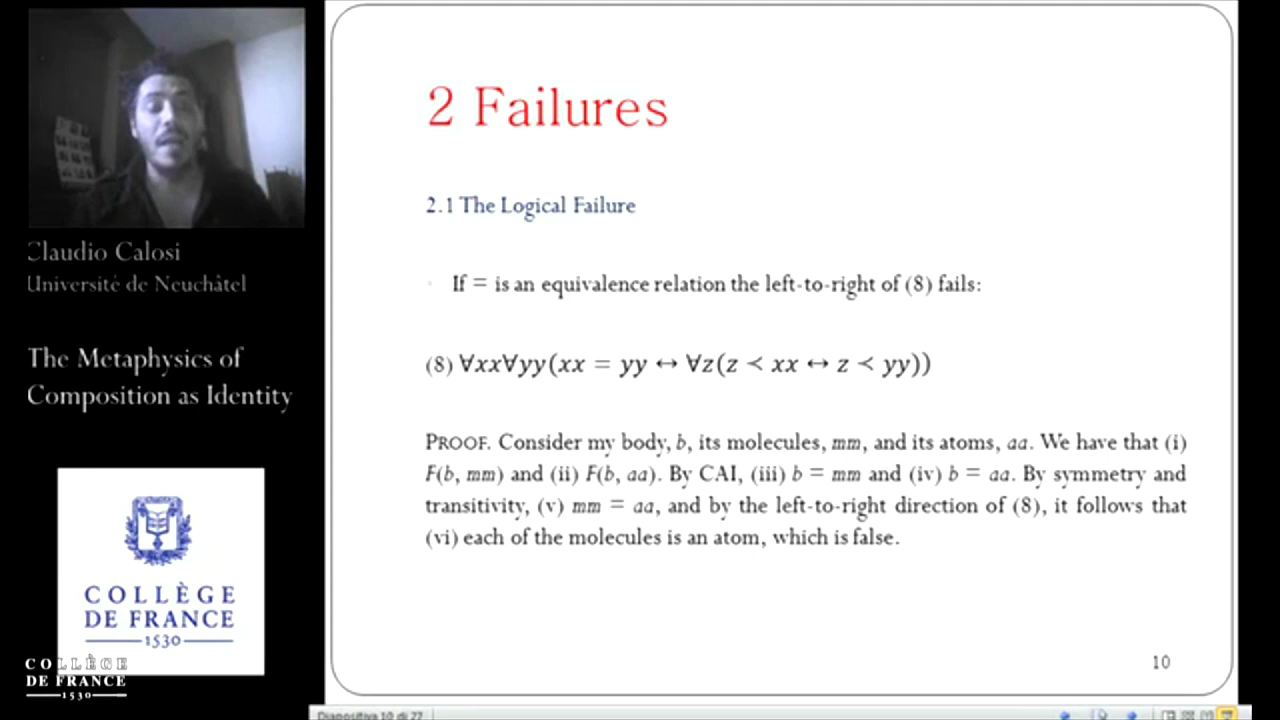 Claudio Calosi
Université de Neuchâtel
The Metaphysics of
Composition as Identity
COLLÈGE
DE FRANCE
1530
COLLÈGE
DE FRANCE
1530
2 Failures
2.1 The Logical Failure
If = is an equivalence relation the left-to-right of (8) fails:
(8) ∀xx∀yy(xx = yy ↔ ∀z(z ≺ xx ↔ z ≺ yy))
PROOF. Consider my body, b, its molecules, mm, and its atoms, aa. We have that (i)
F(b, mm) and (ii) F(b, aa). By CAI, (iii) b = mm and (iv) b = aa. By symmetry and
transitivity, (v) mm = aa, and by the left-to-right direction of (8), it follows that
(vi) each of the molecules is an atom, which is false.
10
Diapositiva 10 di 22